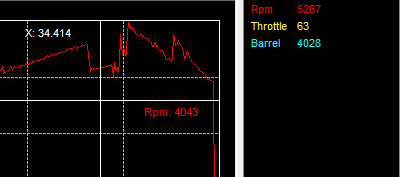 X: 34.414
Rpm: 4043
Rpm 5267
Throttle 63
Barrel 4028